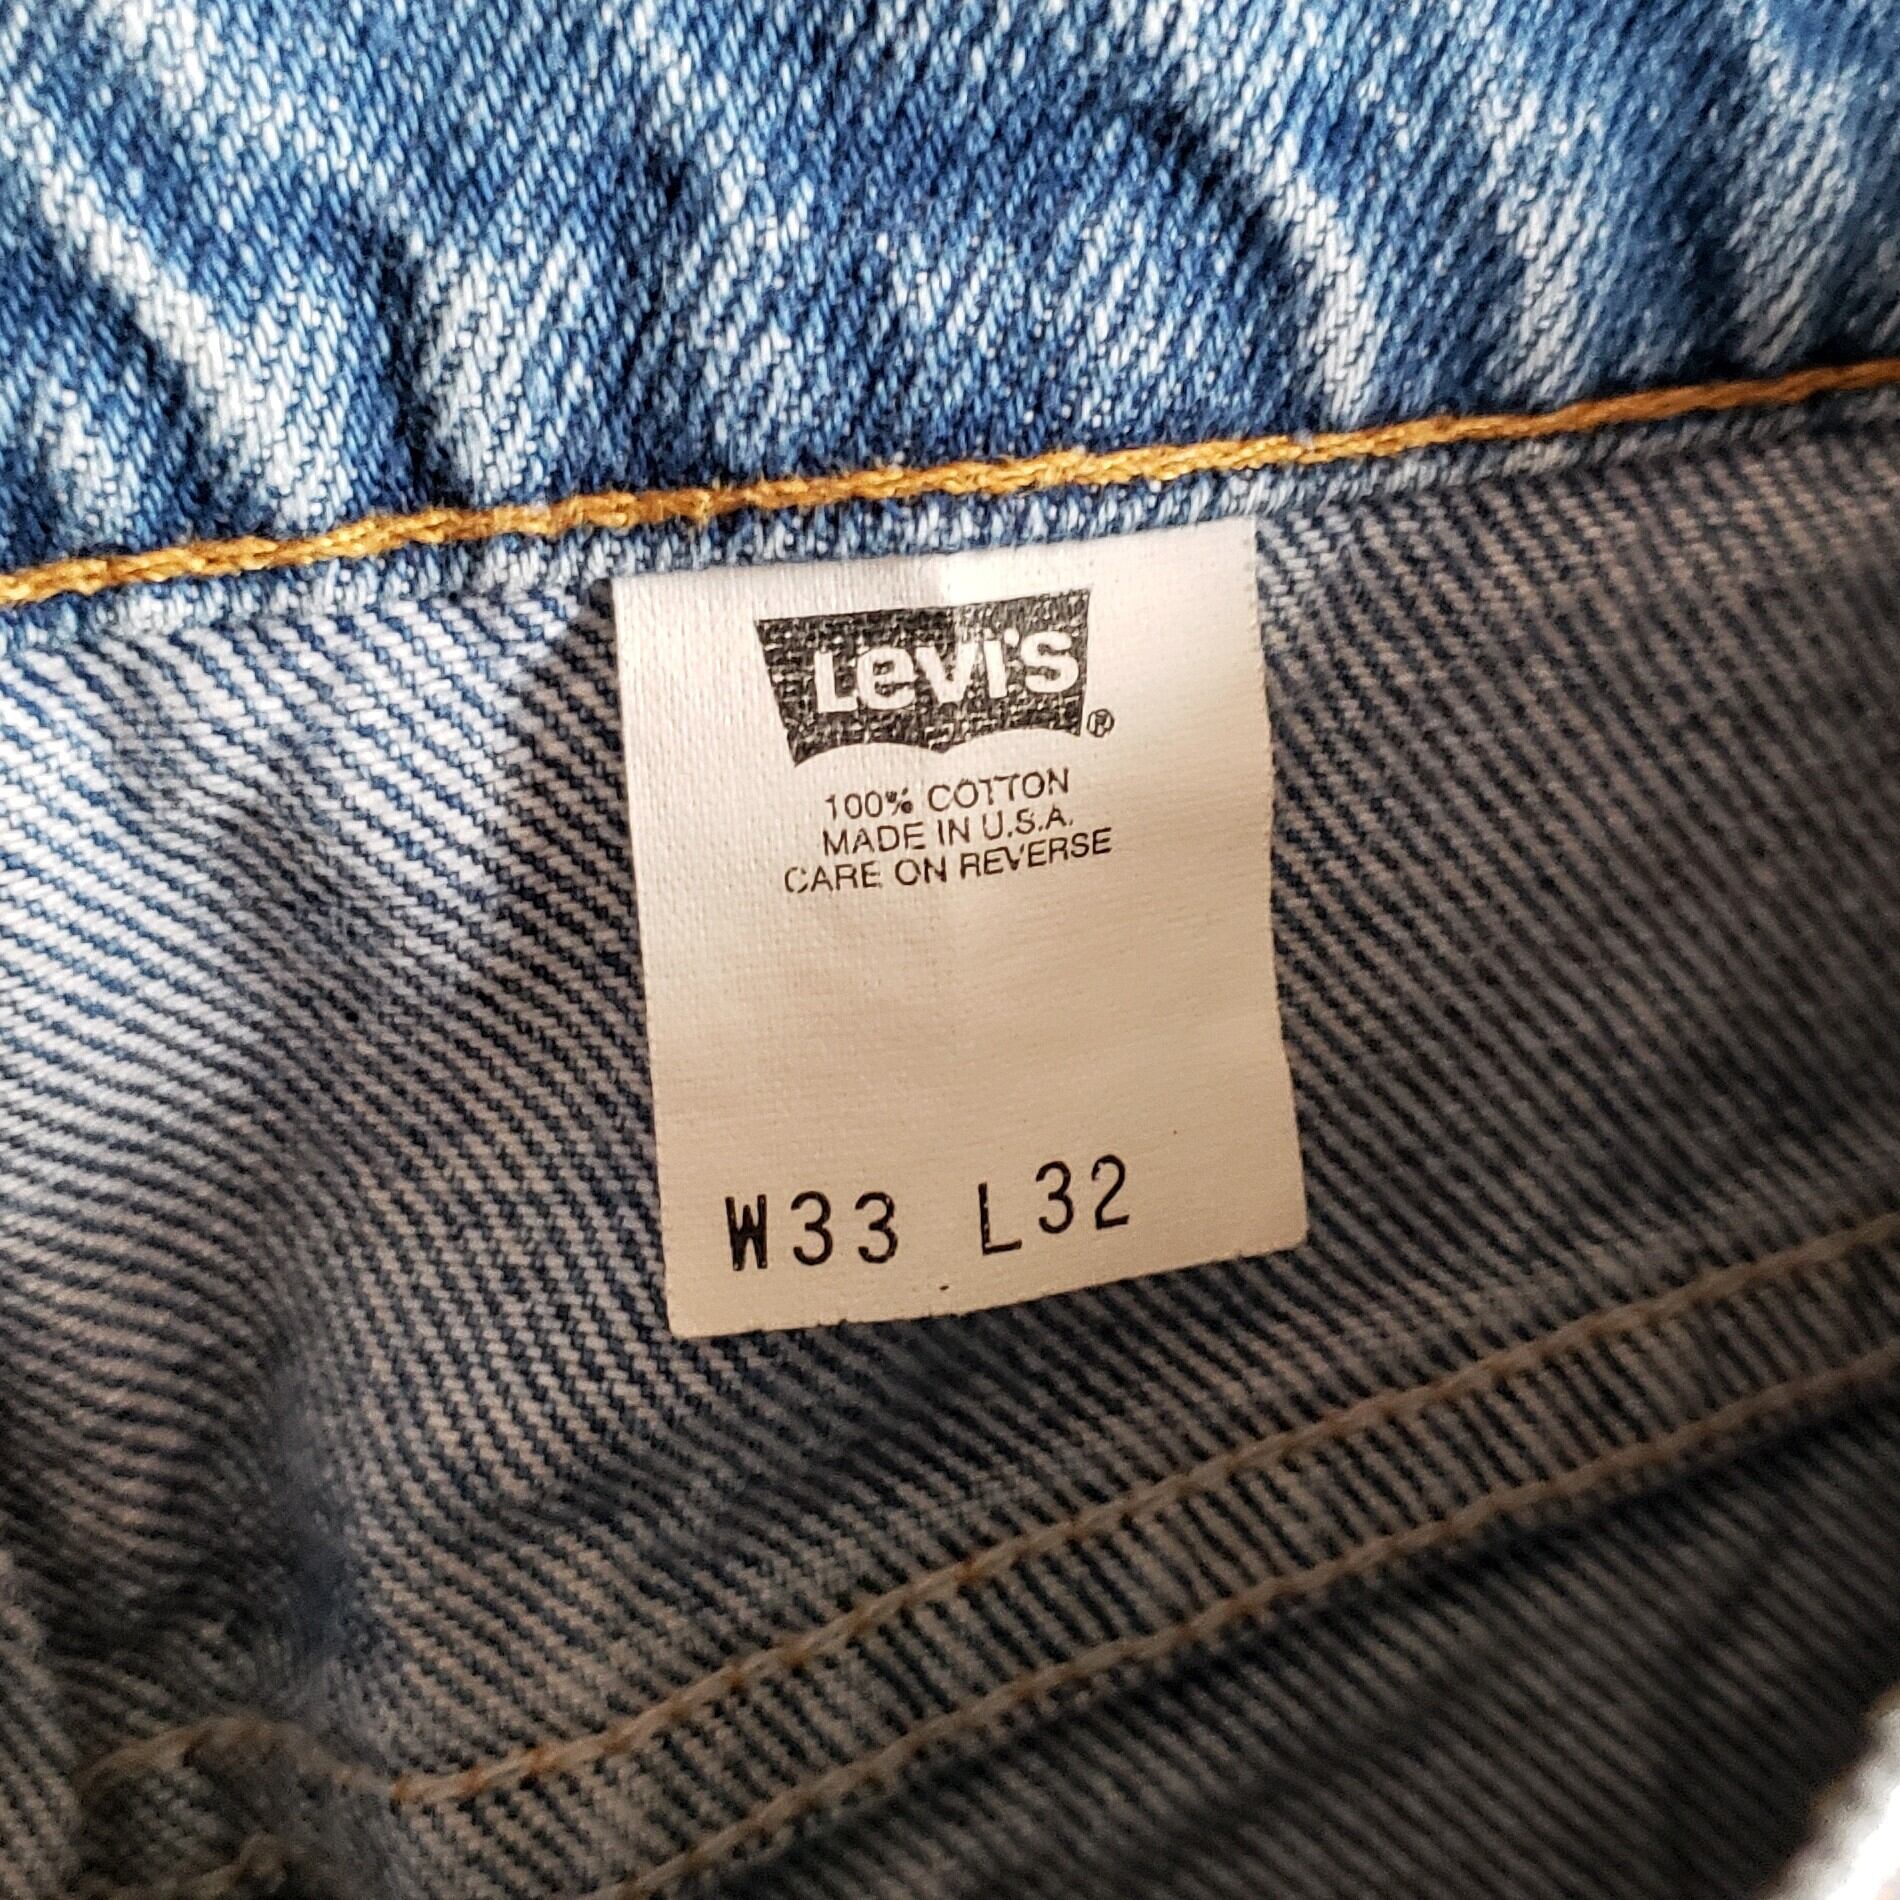 Levi's®
100% COTTON
MADE IN U.S.A.
CARE ON REVERSE
W33 L32